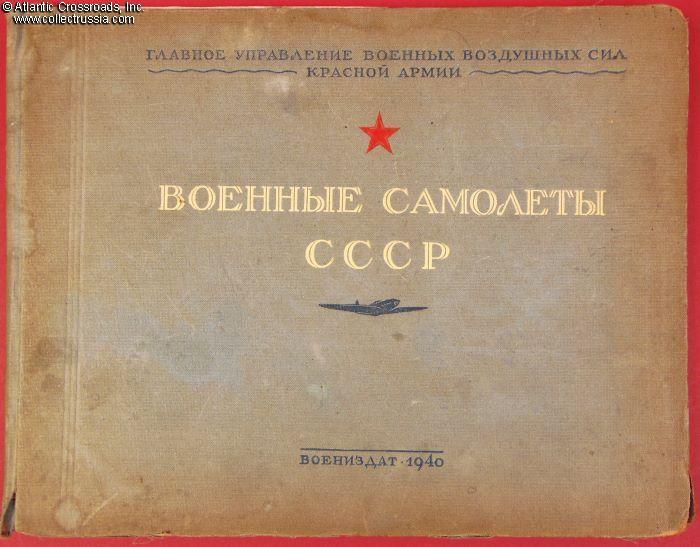 © Atlantic Crossroads, Inc.
www.collectrussia.com
ГЛАВНОЕ УПРАВЛЕНИЕ ВОЕННЫХ ВОЗДУШНЫХ СИЛ
КРАСНОЙ АРМИИ
ВОЕННЫЕ САМОЛЕТЫ
СССР
ВОЕНИЗДАТ · 1940